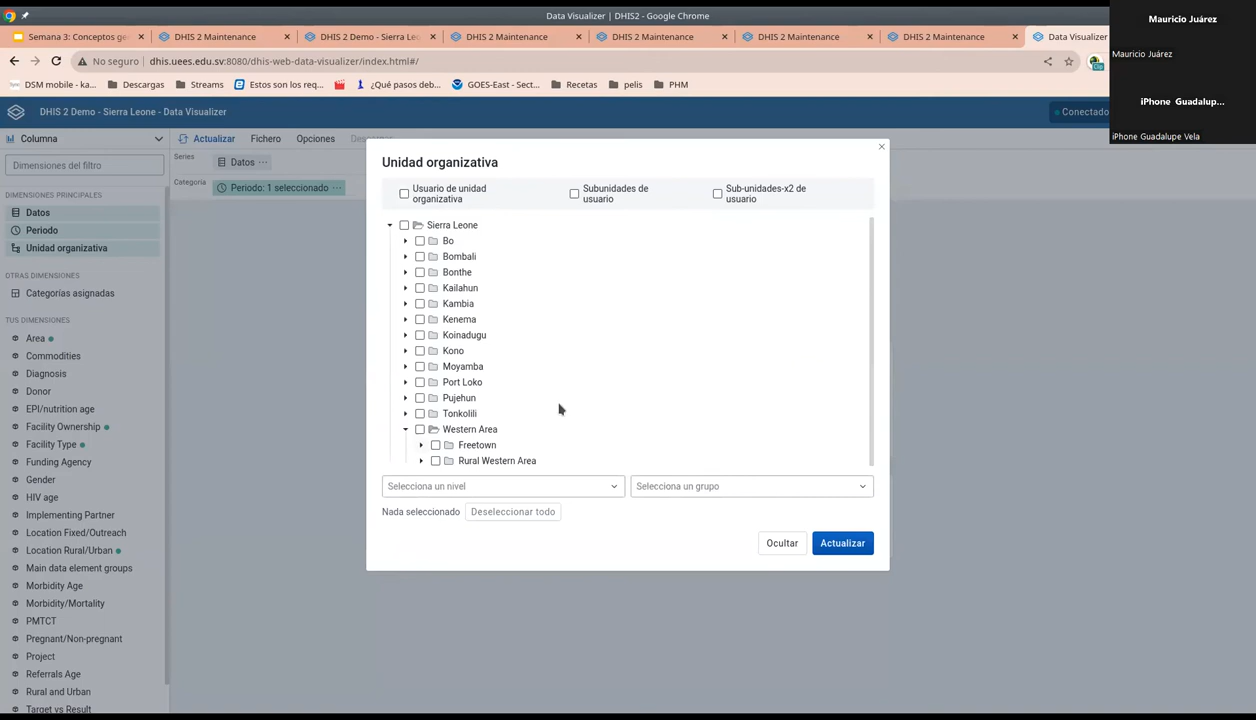 Data Visualizer | DHIS2 - Google Chrome
Semana 3: Conceptos ge
DHIS 2 Maintenance
DHIS 2 Demo - Sierra Leo
DHIS 2 Maintenance
DHIS 2 Maintenance
DHIS 2 Maintenance
DHIS 2 Maintenance
Data Visualizer
No seguro
dhis.uees.edu.sv:8080/dhis-web-data-visualizer/index.html#/
DSM mobile - ka...
Descargas
Streams
Estos son los req...
¿Qué pasos deb...
GOES-East - Sect...
Recetas
pelis
PHM
Mauricio Juárez
Mauricio Juárez
iPhone Guadalup...
iPhone Guadalupe Vela
DHIS 2 Demo - Sierra Leone - Data Visualizer
Conectado
Columna
Actualizar
Fichero
Opciones
Descargar
Dimensiones del filtro
Series
Datos ...
Categoría
Periodo: 1 seleccionado ...
DIMENSIONES PRINCIPALES
Datos
Periodo
Unidad organizativa
OTRAS DIMENSIONES
Categorías asignadas
TUS DIMENSIONES
Area
Commodities
Diagnosis
Donor
EPI/nutrition age
Facility Ownership
Facility Type
Funding Agency
Gender
HIV age
Implementing Partner
Location Fixed/Outreach
Location Rural/Urban
Main data element groups
Morbidity Age
Morbidity/Mortality
PMTCT
Pregnant/Non-pregnant
Project
Referrals Age
Rural and Urban
Target vs Result
Unidad organizativa
Usuario de unidad
organizativa
Subunidades de
usuario
Sub-unidades-x2 de
usuario
Sierra Leone
Bo
Bombali
Bonthe
Kailahun
Kambia
Kenema
Koinadugu
Kono
Moyamba
Port Loko
Pujehun
Tonkolili
Western Area
Freetown
Rural Western Area
Selecciona un nivel
Selecciona un grupo
Nada seleccionado
Deseleccionar todo
Ocultar
Actualizar